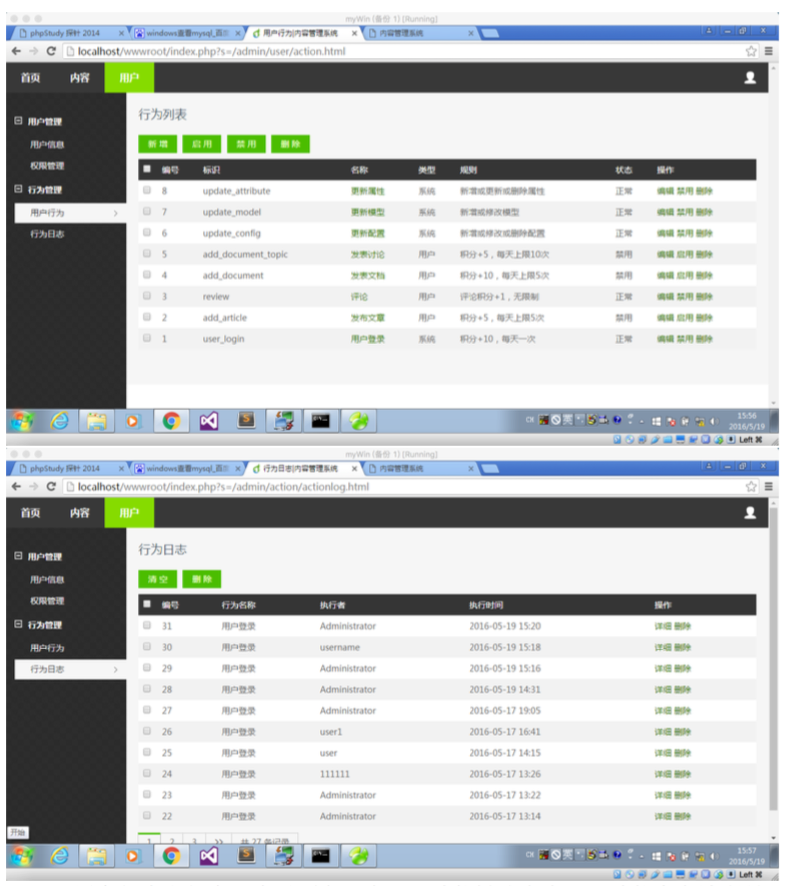 myWin (备份 1) [Running]
phpStudy 探针 2014 × windows查看mysql_百度 × 用户行为|内容管理系统 × 内容管理系统 ×
localhost/wwwroot/index.php?s=/admin/user/action.html
首页 内容 用户
用户管理
用户信息
权限管理
行为管理
用户行为 >
行为日志
行为列表
新 增 启 用 禁 用 删 除
编号 标识 名称 类型 规则 状态 操作
8 update_attribute 更新属性 系统 新增或更新或删除属性 正常 编辑 禁用 删除
7 update_model 更新模型 系统 新增或修改模型 正常 编辑 禁用 删除
6 update_config 更新配置 系统 新增或修改或删除配置 正常 编辑 禁用 删除
5 add_document_topic 发表讨论 用户 积分+5，每天上限10次 禁用 编辑 启用 删除
4 add_document 发表文档 用户 积分+10，每天上限5次 禁用 编辑 启用 删除
3 review 评论 用户 评论积分+1，无限制 正常 编辑 禁用 删除
2 add_article 发布文章 用户 积分+5，每天上限5次 禁用 编辑 启用 删除
1 user_login 用户登录 系统 积分+10，每天一次 正常 编辑 禁用 删除
15:56
2016/5/19
Left ⌘
myWin (备份 1) [Running]
phpStudy 探针 2014 × windows查看mysql_百度 × 行为日志|内容管理系统 × 内容管理系统 ×
localhost/wwwroot/index.php?s=/admin/action/actionlog.html
首页 内容 用户
用户管理
用户信息
权限管理
行为管理
用户行为
行为日志 >
行为日志
清 空 删 除
编号 行为名称 执行者 执行时间 操作
31 用户登录 Administrator 2016-05-19 15:20 详细 删除
30 用户登录 username 2016-05-19 15:18 详细 删除
29 用户登录 Administrator 2016-05-19 15:16 详细 删除
28 用户登录 Administrator 2016-05-19 14:31 详细 删除
27 用户登录 Administrator 2016-05-17 19:05 详细 删除
26 用户登录 user1 2016-05-17 16:41 详细 删除
25 用户登录 user 2016-05-17 14:15 详细 删除
24 用户登录 111111 2016-05-17 13:26 详细 删除
23 用户登录 Administrator 2016-05-17 13:22 详细 删除
22 用户登录 Administrator 2016-05-17 13:14 详细 删除
1 2 3 >> 共 27 条记录
开始
15:57
2016/5/19
Left ⌘